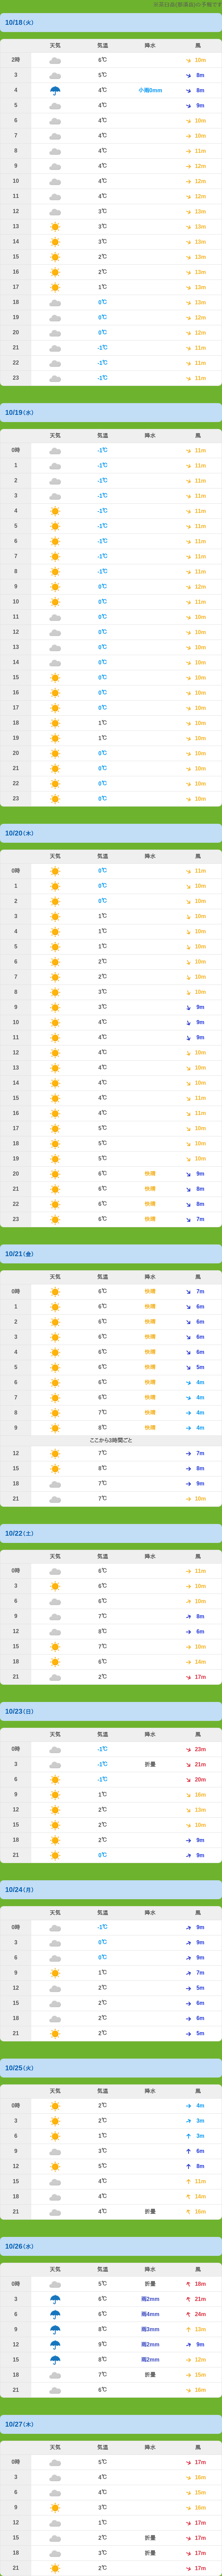 10/18(火)
天気 気温 降水 風
2時 6℃ 10m
3 5℃ 8m
4 4℃ 小雨0mm 8m
5 4℃ 9m
6 4℃ 10m
7 4℃ 10m
8 4℃ 11m
9 4℃ 12m
10 4℃ 12m
11 4℃ 12m
12 3℃ 13m
13 3℃ 13m
14 3℃ 13m
15 2℃ 13m
16 2℃ 13m
17 1℃ 13m
18 0℃ 13m
19 0℃ 12m
20 0℃ 12m
21 -1℃ 11m
22 -1℃ 11m
23 -1℃ 11m
10/19(水)
天気 気温 降水 風
0時 -1℃ 11m
1 -1℃ 11m
2 -1℃ 11m
3 -1℃ 11m
4 -1℃ 11m
5 -1℃ 11m
6 -1℃ 11m
7 -1℃ 11m
8 -1℃ 11m
9 0℃ 12m
10 0℃ 11m
11 0℃ 10m
12 0℃ 10m
13 0℃ 10m
14 0℃ 10m
15 0℃ 10m
16 0℃ 10m
17 0℃ 10m
18 1℃ 10m
19 1℃ 10m
20 0℃ 10m
21 0℃ 10m
22 0℃ 10m
23 0℃ 10m
10/20(木)
天気 気温 降水 風
0時 0℃ 11m
1 0℃ 10m
2 0℃ 10m
3 1℃ 10m
4 1℃ 10m
5 1℃ 10m
6 2℃ 10m
7 2℃ 10m
8 3℃ 10m
9 3℃ 9m
10 4℃ 9m
11 4℃ 9m
12 4℃ 10m
13 4℃ 10m
14 4℃ 10m
15 4℃ 11m
16 4℃ 11m
17 5℃ 10m
18 5℃ 10m
19 5℃ 10m
20 6℃ 快晴 9m
21 6℃ 快晴 8m
22 6℃ 快晴 8m
23 6℃ 快晴 7m
10/21(金)
天気 気温 降水 風
0時 6℃ 快晴 7m
1 6℃ 快晴 6m
2 6℃ 快晴 6m
3 6℃ 快晴 6m
4 6℃ 快晴 6m
5 6℃ 快晴 5m
6 6℃ 快晴 4m
7 6℃ 快晴 4m
8 7℃ 快晴 4m
9 8℃ 快晴 4m
ここから3時間ごと
12 7℃ 7m
15 8℃ 8m
18 7℃ 9m
21 7℃ 10m
10/22(土)
天気 気温 降水 風
0時 6℃ 11m
3 6℃ 10m
6 6℃ 10m
9 7℃ 8m
12 8℃ 6m
15 7℃ 10m
18 6℃ 14m
21 2℃ 17m
10/23(日)
天気 気温 降水 風
0時 -1℃ 23m
3 -1℃ 折曇 21m
6 -1℃ 20m
9 1℃ 16m
12 2℃ 13m
15 2℃ 10m
18 2℃ 9m
21 0℃ 9m
10/24(月)
天気 気温 降水 風
0時 -1℃ 9m
3 0℃ 9m
6 0℃ 9m
9 1℃ 7m
12 2℃ 5m
15 2℃ 6m
18 2℃ 6m
21 2℃ 5m
10/25(火)
天気 気温 降水 風
0時 2℃ 4m
3 2℃ 3m
6 1℃ 3m
9 3℃ 6m
12 5℃ 8m
15 4℃ 11m
18 4℃ 14m
21 4℃ 折曇 16m
10/26(水)
天気 気温 降水 風
0時 5℃ 折曇 18m
3 6℃ 雨2mm 21m
6 6℃ 雨4mm 24m
9 8℃ 雨3mm 13m
12 9℃ 雨2mm 9m
15 8℃ 雨2mm 12m
18 7℃ 折曇 15m
21 6℃ 16m
10/27(木)
天気 気温 降水 風
0時 5℃ 17m
3 4℃ 16m
6 4℃ 15m
9 3℃ 16m
12 1℃ 17m
15 2℃ 折曇 17m
18 3℃ 折曇 17m
21 2℃ 17m